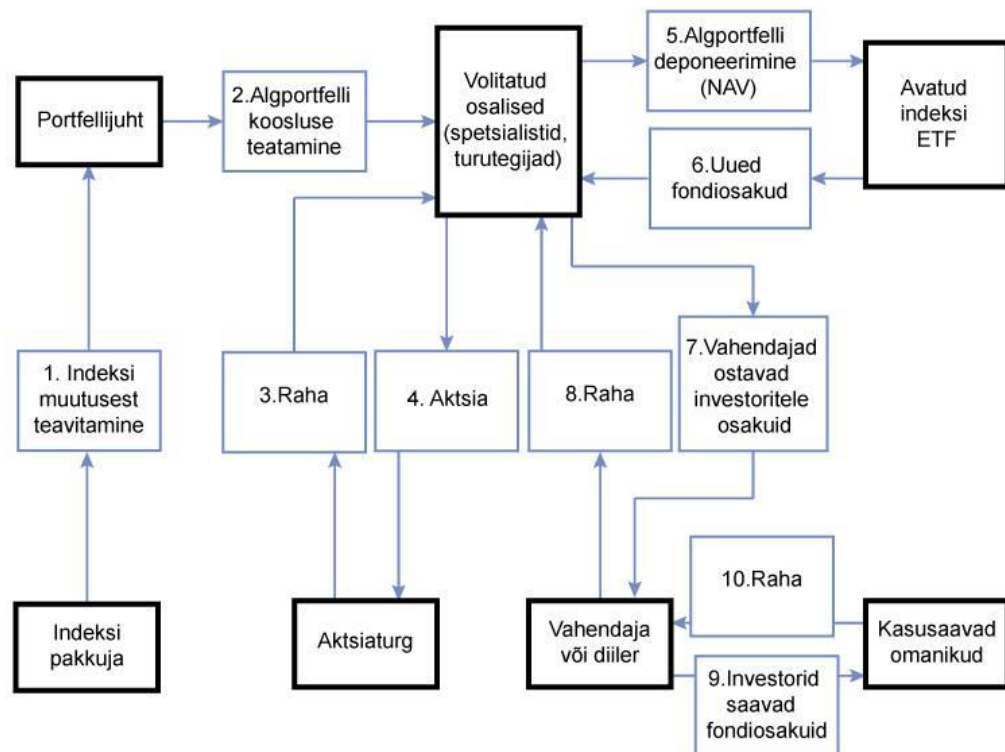 Portfellijuht
2.Algportfelli
koosluse
teatamine
Volitatud
osalised
(spetsialistid,
turutegijad)
5.Algportfelli
deponeerimine
(NAV)
Avatud
indeksi
ETF
6.Uued
fondiosakud
1. Indeksi
muutusest
teavitamine
3.Raha
4. Aktsia
8.Raha
7.Vahendajad
ostavad
investoritele
osakuid
10.Raha
Indeksi
pakkuja
Aktsiaturg
Vahendaja
või diiler
Kasusaavad
omanikud
9.Investorid
saavad
fondiosakuid